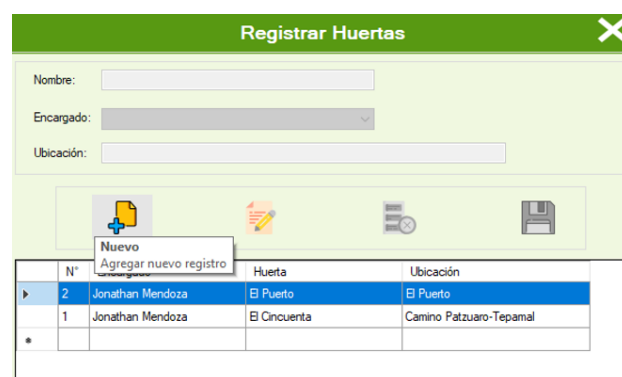 Registrar Huertas
Nombre:
Encargado:
Ubicación:
Nuevo
Agregar nuevo registro
N° Encargado Huerta Ubicación
2 Jonathan Mendoza El Puerto El Puerto
1 Jonathan Mendoza El Cincuenta Camino Patzuaro-Tepamal